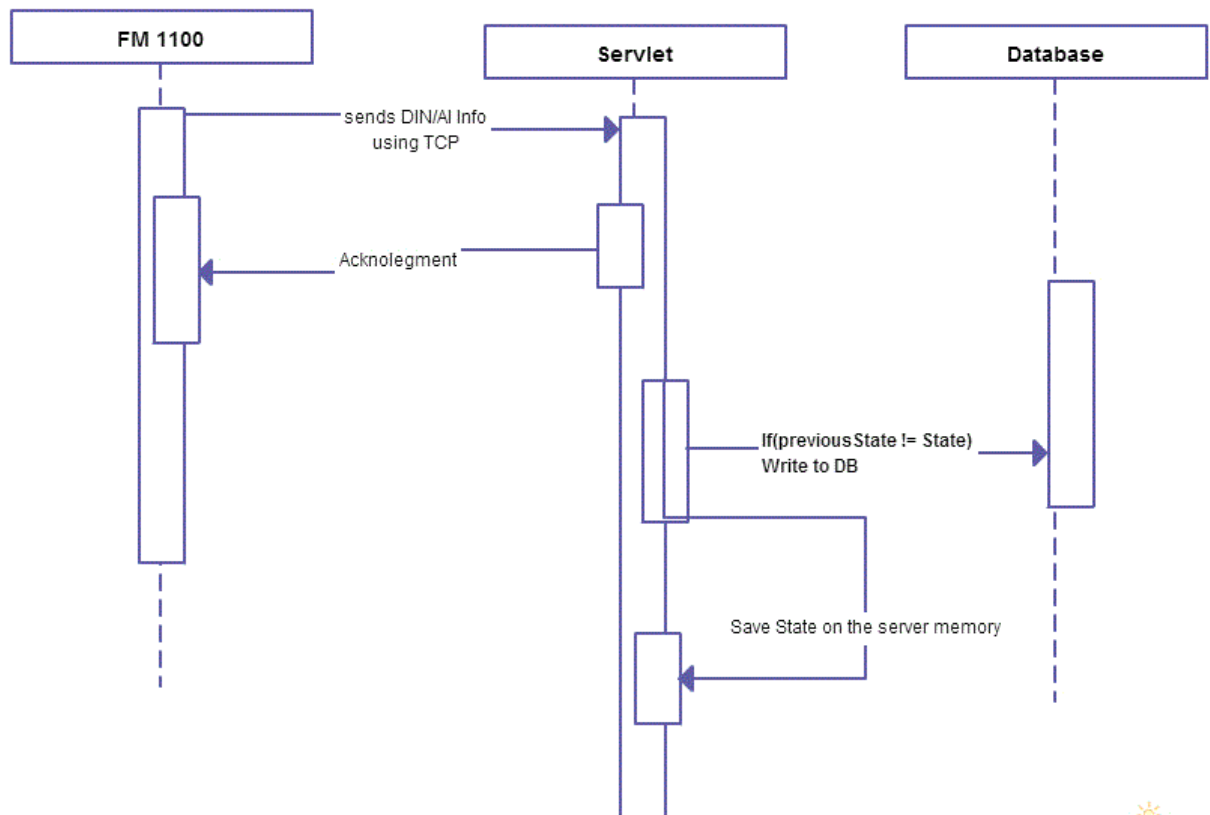 FM 1100
Servlet
Database
sends DIN/AI Info
using TCP
Acknolegment
If(previousState != State)
Write to DB
Save State on the server memory